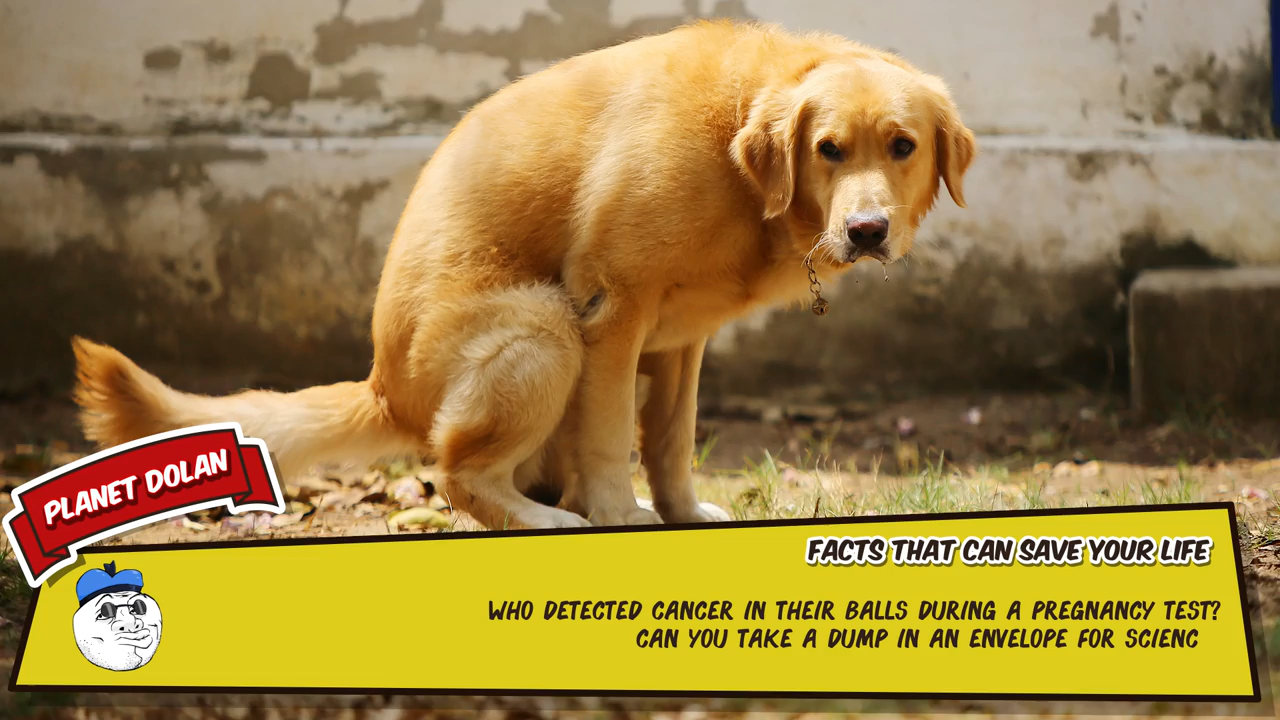 PLANET DOLAN
FACTS THAT CAN SAVE YOUR LIFE
WHO DETECTED CANCER IN THEIR BALLS DURING A PREGNANCY TEST?
CAN YOU TAKE A DUMP IN AN ENVELOPE FOR SCIENC